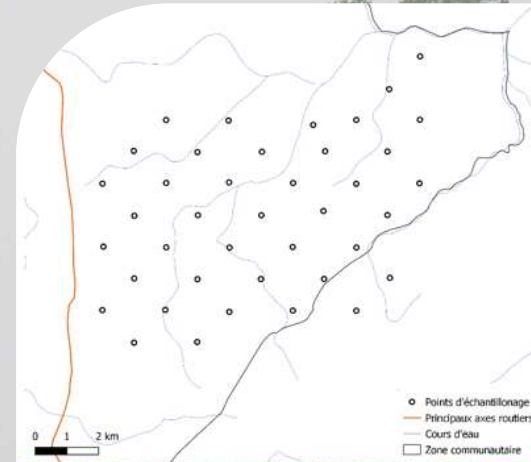 Points d'échantillonage
Principaux axes routiers
Cours d'eau
Zone communautaire
0 1 2 km